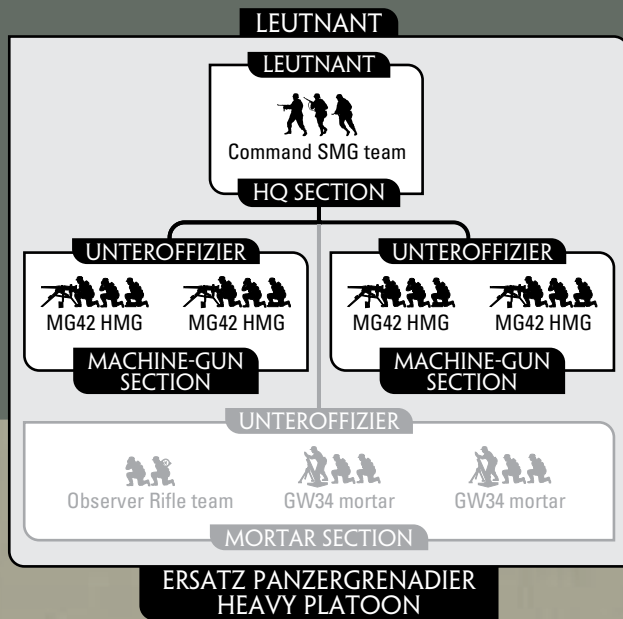 LEUTNANT
LEUTNANT
Command SMG team
HQ SECTION
UNTEROFFIZIER
MG42 HMG MG42 HMG
MACHINE-GUN
SECTION
UNTEROFFIZIER
MG42 HMG MG42 HMG
MACHINE-GUN
SECTION
UNTEROFFIZIER
Observer Rifle team GW34 mortar GW34 mortar
MORTAR SECTION
ERSATZ PANZERGRENADIER
HEAVY PLATOON